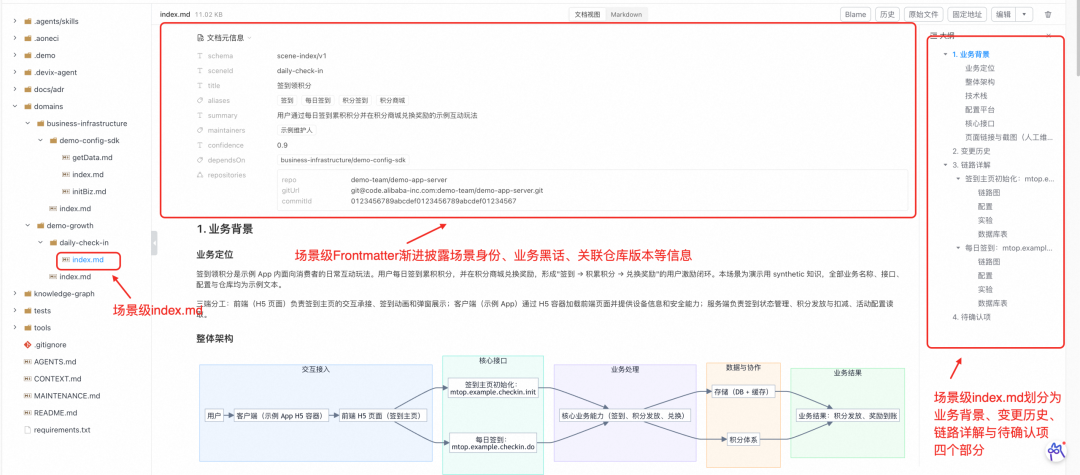 index.md 11.02 KB
文档视图 Markdown
Blame 历史 原始文件 固定地址 编辑
.agents/skills
.aoneci
.demo
.devix-agent
docs/adr
domains
business-infrastructure
demo-config-sdk
getData.md
index.md
initBiz.md
index.md
demo-growth
daily-check-in
index.md
index.md
knowledge-graph
tests
tools
.gitignore
AGENTS.md
CONTEXT.md
MAINTENANCE.md
README.md
requirements.txt
场景级index.md
文档元信息
schema scene-index/v1
sceneId daily-check-in
title 签到领积分
aliases 签到 每日签到 积分签到 积分商城
summary 用户通过每日签到累积积分并在积分商城兑换奖励的示例互动玩法
maintainers 示例维护人
confidence 0.9
dependsOn business-infrastructure/demo-config-sdk
repositories
repo demo-team/demo-app-server
gitUrl git@code.alibaba-inc.com:demo-team/demo-app-server.git
commitId 0123456789abcdef0123456789abcdef01234567
1. 业务背景
场景级Frontmatter渐进披露场景身份、业务黑话、关联仓库版本等信息
业务定位
签到领积分是示例 App 内面向消费者的日常互动玩法。用户每日签到累积积分，并在积分商城兑换奖励，形成"签到 → 积累积分 → 兑换奖励"的用户激励闭环。本场景为演示用 synthetic 知识，全部业务名称、接口、
配置与仓库均为示例文本。
三端分工：前端（H5 页面）负责签到主页的交互承接、签到动画和弹窗展示；客户端（示例 App）通过 H5 容器加载前端页面并提供设备信息和安全能力；服务端负责签到状态管理、积分发放与扣减、活动配置读
取。
整体架构
交互接入
用户
客户端（示例 App H5 容器）
前端 H5 页面（签到主页）
核心接口
签到主页初始化：
mtop.example.checkin.init
每日签到：
mtop.example.checkin.do
业务处理
核心业务能力（签到、积分发放、兑换）
数据与协作
存储（DB + 缓存）
积分体系
业务结果
业务结果：积分发放、奖励到账
大纲
1. 业务背景
业务定位
整体架构
技术栈
配置平台
核心接口
页面链接与截图（人工维...
2. 变更历史
3. 链路详解
签到主页初始化：mtop.e...
链路图
配置
实验
数据库表
每日签到：mtop.example...
链路图
配置
实验
数据库表
4. 待确认项
场景级index.md划分为
业务背景、变更历史、
链路详解与待确认项
四个部分